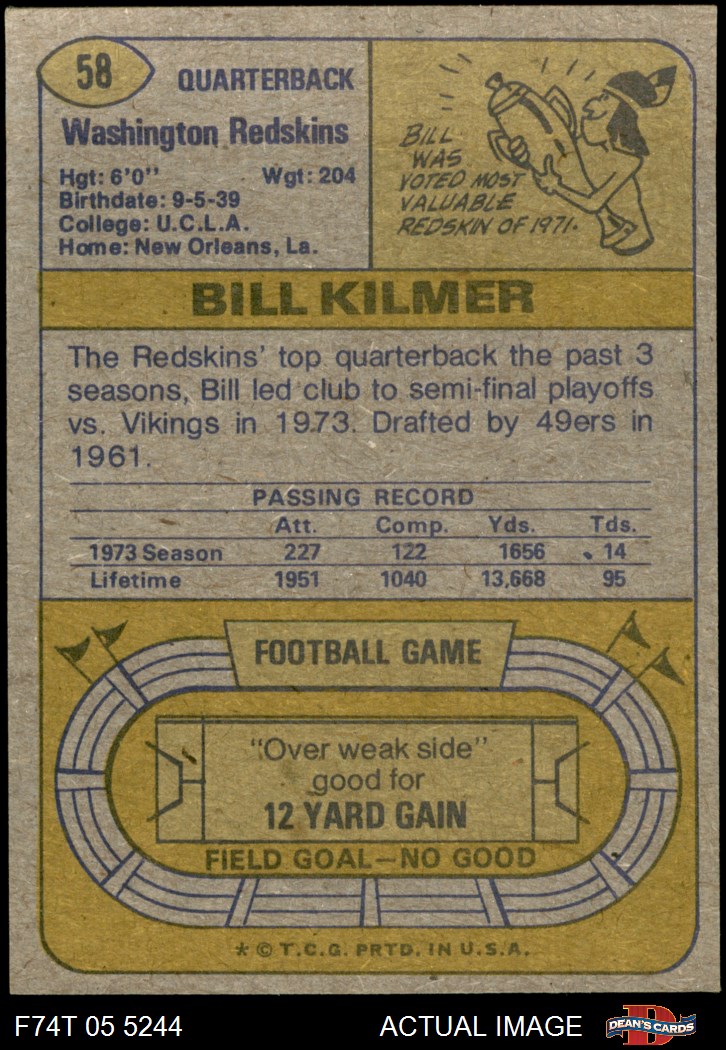 58
QUARTERBACK
Washington Redskins
Hgt: 6'0" Wgt: 204
Birthdate: 9-5-39
College: U.C.L.A.
Home: New Orleans, La.
BILL
WAS
VOTED MOST
VALUABLE
REDSKIN OF 1971.
BILL KILMER
The Redskins' top quarterback the past 3
seasons, Bill led club to semi-final playoffs
vs. Vikings in 1973. Drafted by 49ers in
1961.
PASSING RECORD
Att. Comp. Yds. Tds.
1973 Season 227 122 1656 14
Lifetime 1951 1040 13,668 95
FOOTBALL GAME
"Over weak side"
good for
12 YARD GAIN
FIELD GOAL—NO GOOD
* © T.C.G. PRTD. IN U.S.A.
F74T 05 5244 ACTUAL IMAGE
D
DEAN'S CARDS